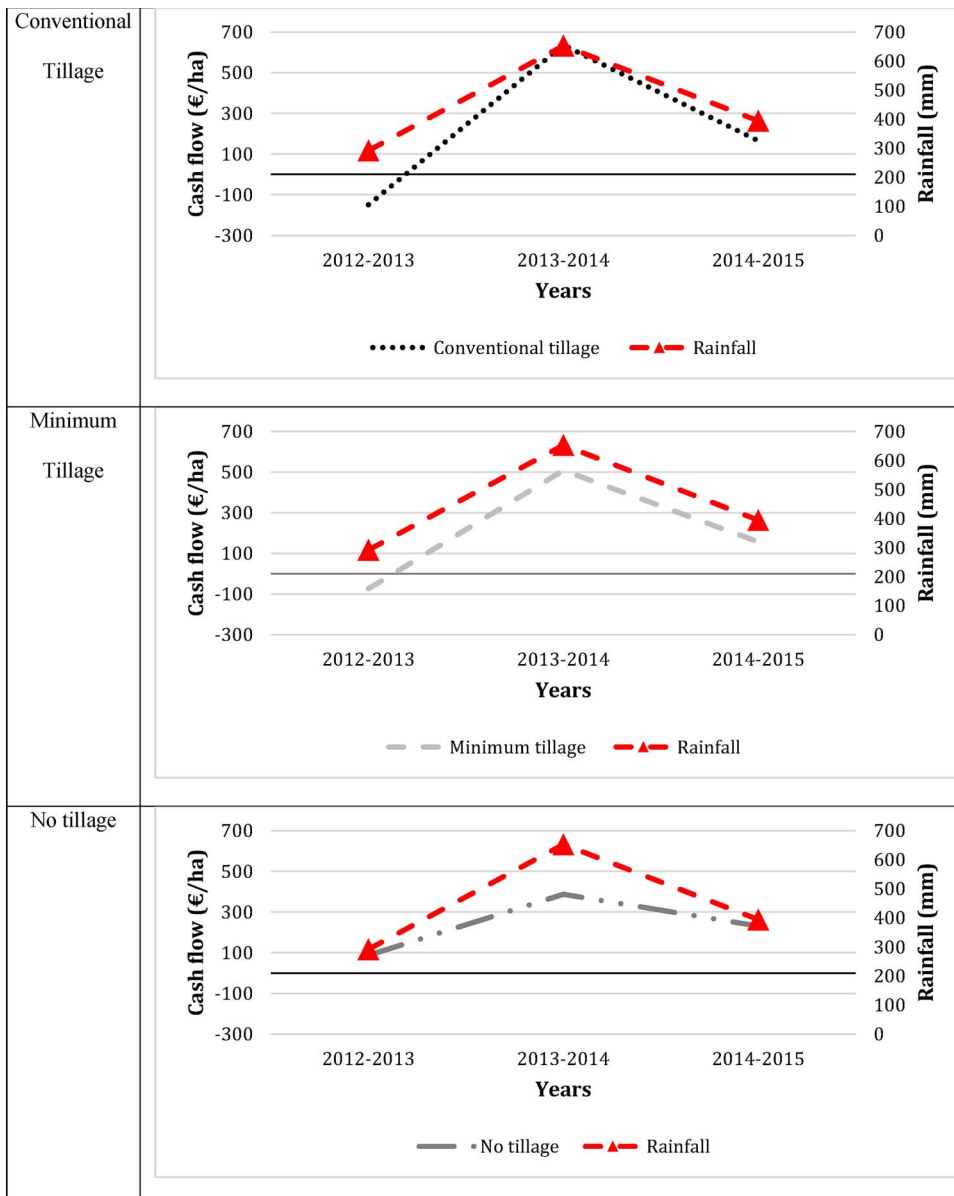 Conventional
Tillage
Cash flow (€/ha)
700
500
300
100
-100
-300
700
600
500
400
300
200
100
0
Rainfall (mm)
2012-2013 2013-2014 2014-2015
Years
Conventional tillage Rainfall
Minimum
Tillage
Cash flow (€/ha)
700
500
300
100
-100
-300
700
600
500
400
300
200
100
0
Rainfall (mm)
2012-2013 2013-2014 2014-2015
Years
Minimum tillage Rainfall
No tillage
Cash flow (€/ha)
700
500
300
100
-100
-300
700
600
500
400
300
200
100
0
Rainfall (mm)
2012-2013 2013-2014 2014-2015
Years
No tillage Rainfall